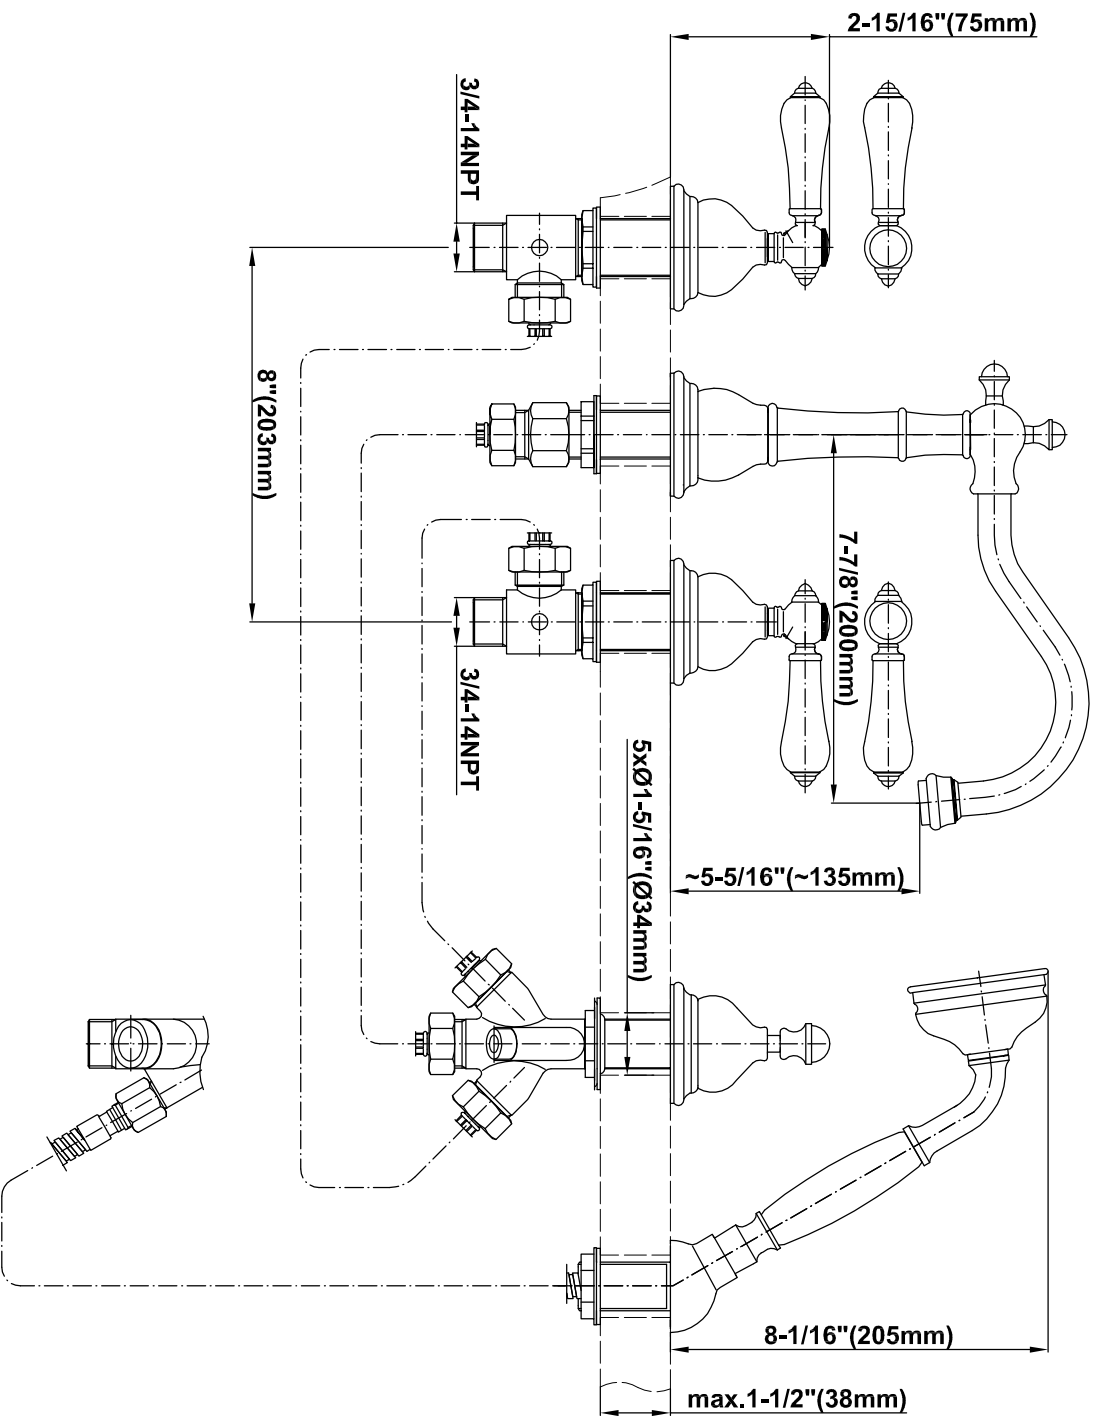 2-15/16"(75mm)
3/4-14NPT
8"(203mm)
7-7/8"(200mm)
3/4-14NPT
5xØ1-5/16"(Ø34mm)
~5-5/16"(~135mm)
8-1/16"(205mm)
max.1-1/2"(38mm)